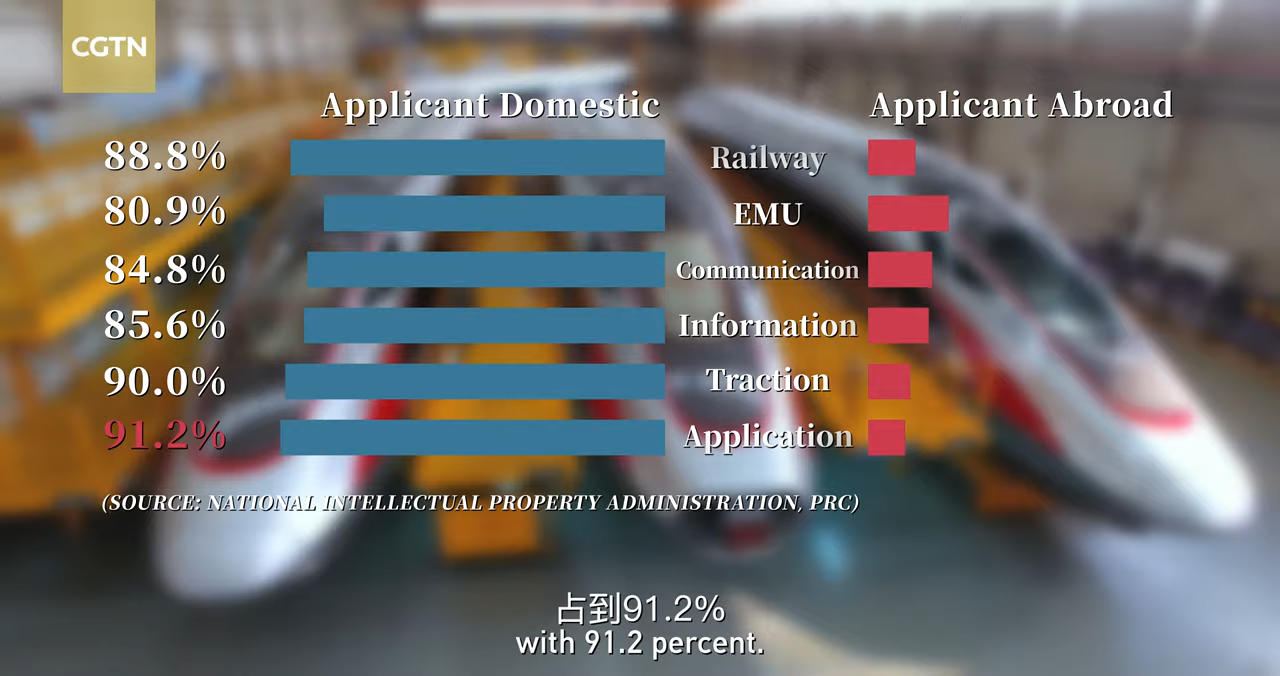 CGTN
Applicant Domestic Applicant Abroad
88.8% Railway
80.9% EMU
84.8% Communication
85.6% Information
90.0% Traction
91.2% Application
(SOURCE: NATIONAL INTELLECTUAL PROPERTY ADMINISTRATION, PRC)
占到91.2%
with 91.2 percent.